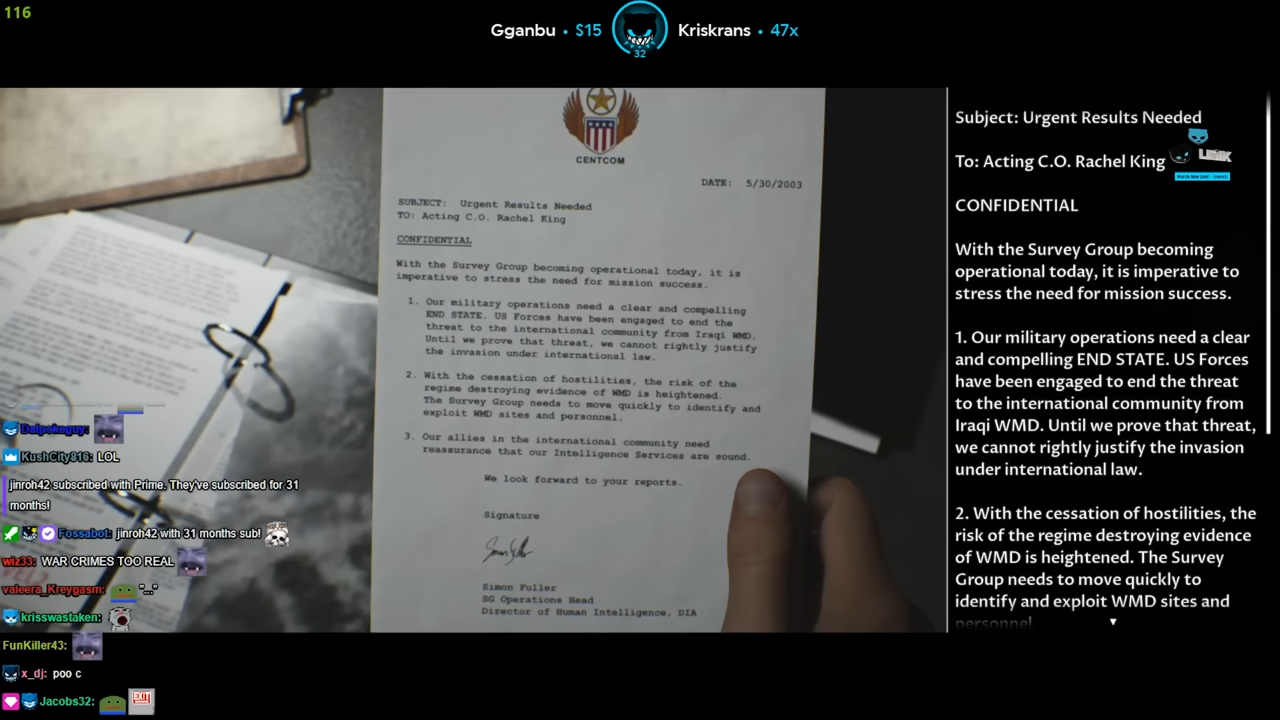 116
Gganbu • $15
32
Kriskrans • 47x
CENTCOM
DATE: 5/30/2003
SUBJECT: Urgent Results Needed
TO: Acting C.O. Rachel King
CONFIDENTIAL
With the Survey Group becoming operational today, it is
imperative to stress the need for mission success.
1. Our military operations need a clear and compelling
END STATE. US Forces have been engaged to end the
threat to the international community from Iraqi WMD.
Until we prove that threat, we cannot rightly justify
the invasion under international law.
2. With the cessation of hostilities, the risk of the
regime destroying evidence of WMD is heightened.
The Survey Group needs to move quickly to identify and
exploit WMD sites and personnel.
3. Our allies in the international community need
reassurance that our Intelligence Services are sound.
We look forward to your reports.
Signature
Simon Fuller
SG Operations Head
Director of Human Intelligence, DIA
Subject: Urgent Results Needed
To: Acting C.O. Rachel King
LINK
CONFIDENTIAL
With the Survey Group becoming
operational today, it is imperative to
stress the need for mission success.
1. Our military operations need a clear
and compelling END STATE. US Forces
have been engaged to end the threat
to the international community from
Iraqi WMD. Until we prove that threat,
we cannot rightly justify the invasion
under international law.
2. With the cessation of hostilities, the
risk of the regime destroying evidence
of WMD is heightened. The Survey
Group needs to move quickly to
identify and exploit WMD sites and
personnel.
KushCity816: LOL
jinroh42 subscribed with Prime. They've subscribed for 31
months!
Fossabot: jinroh42 with 31 months sub!
wiz33: WAR CRIMES TOO REAL
valeera_Kreygasm: "..."
krisswastaken:
FunKiller43:
x_dj: poo c
Jacobs32: EXIT